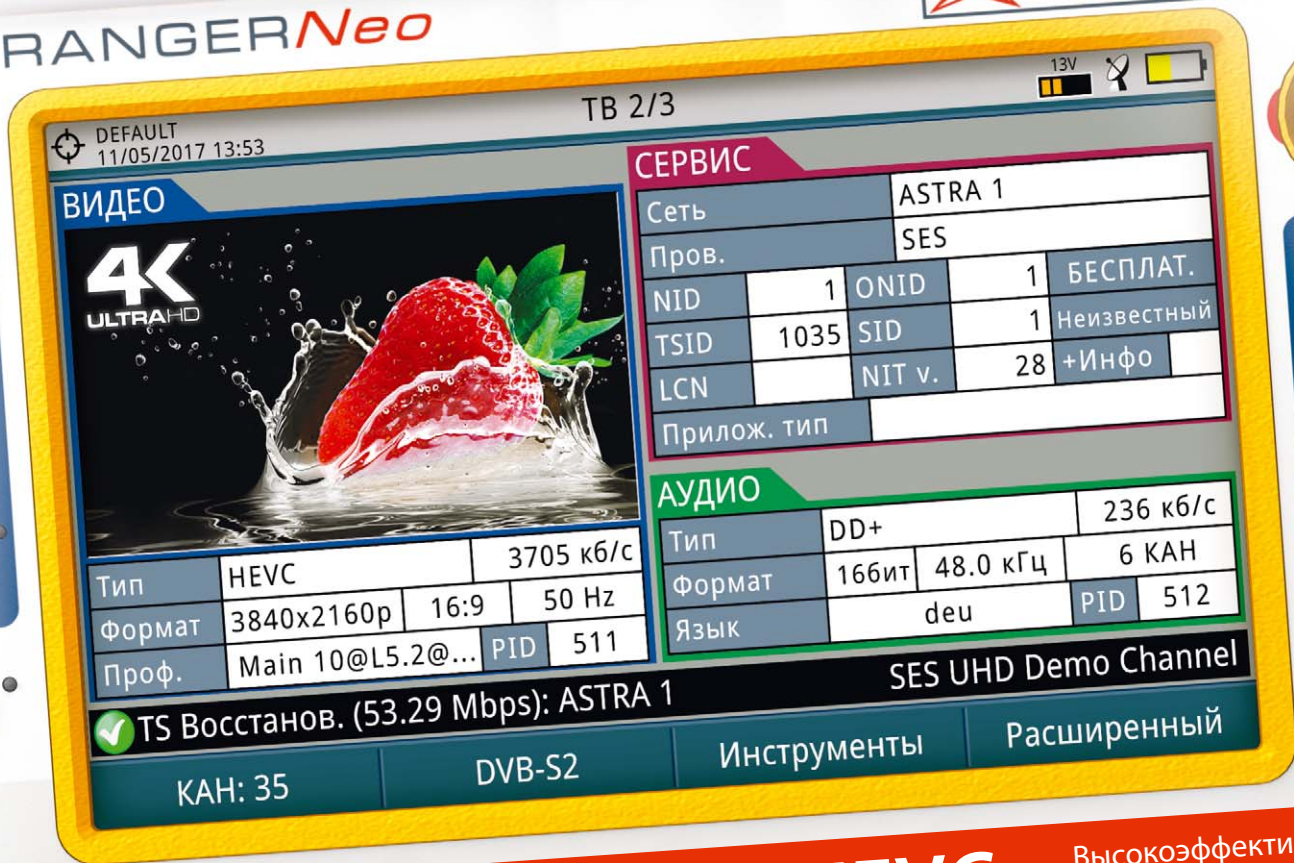 RANGERNeo
DEFAULT
11/05/2017 13:53
ТВ 2/3
13V
ВИДЕО
4K
ULTRAHD
Тип HEVC 3705 кб/с
Формат 3840x2160p 16:9 50 Hz
Проф. Main 10@L5.2@... PID 511
СЕРВИС
Сеть ASTRA 1
Пров. SES
NID 1 ONID 1 БЕСПЛАТ.
TSID 1035 SID 1 Неизвестный
LCN NIT v. 28 +Инфо
Прилож. тип
АУДИО
Тип DD+ 236 кб/с
Формат 16бит 48.0 кГц 6 КАН
Язык deu PID 512
TS Восстанов. (53.29 Mbps): ASTRA 1 SES UHD Demo Channel
КАН: 35 DVB-S2 Инструменты Расширенный